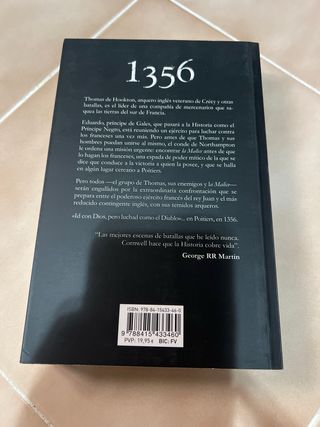 1356
Thomas de Hookton, arquero inglés veterano de Crécy y otras
batallas, es el líder de una compañía de mercenarios que sa-
quea las tierras del sur de Francia.
Eduardo, príncipe de Gales, que pasará a la Historia como el
Príncipe Negro, está reuniendo un ejército para luchar contra
los franceses una vez más. Pero antes de que Thomas y sus
hombres puedan unirse al mismo, el conde de Northampton
le ordena una misión urgente: encontrar la Malice antes de que
lo hagan los franceses, una espada de poder mítico de la que se
dice que concede la victoria a quien la posee, y que se halla
en algún lugar cercano a Poitiers.
Pero todos —el grupo de Thomas, sus enemigos y la Malice—
serán engullidos por la extraordinaria confrontación que se
prepara entre el poderoso ejército francés del rey Juan y el más
reducido contingente inglés, con sus temidos arqueros.
«Id con Dios, pero luchad como el Diablo»... en Poitiers, en 1356.
"Las mejores escenas de batallas que he leído nunca.
Cornwell hace que la Historia cobre vida".
George RR Martin
ISBN: 978-84-15433-46-0
9 788415 433460
PVP: 19,95 € BIC: FV